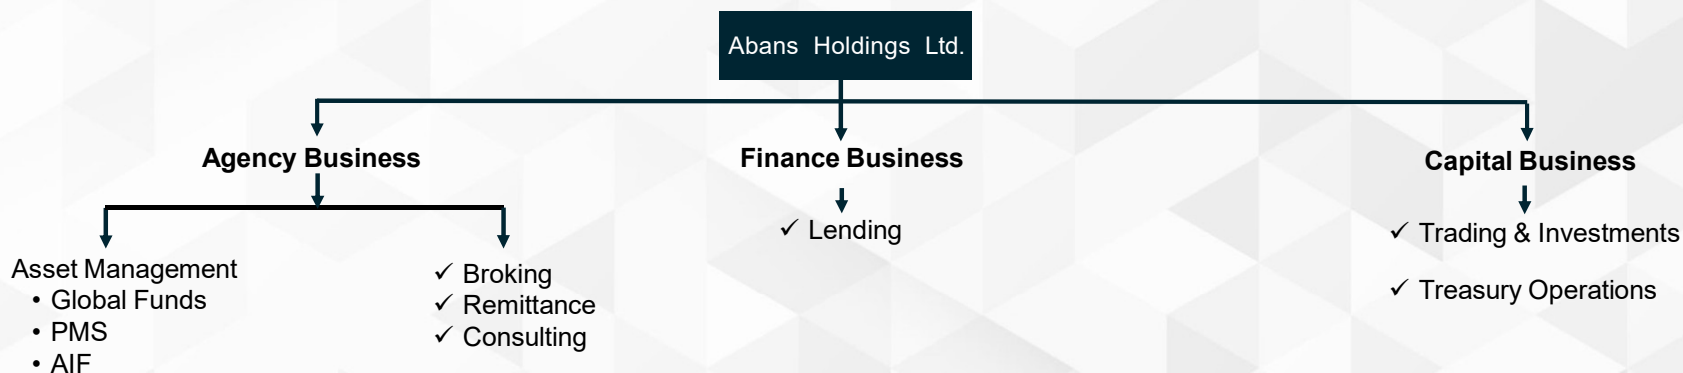 Abans Holdings Ltd.
Agency Business
Finance Business
Capital Business
Asset Management
• Global Funds
• PMS
• AIF
✓ Broking
✓ Remittance
✓ Consulting
✓ Lending
✓ Trading & Investments
✓ Treasury Operations